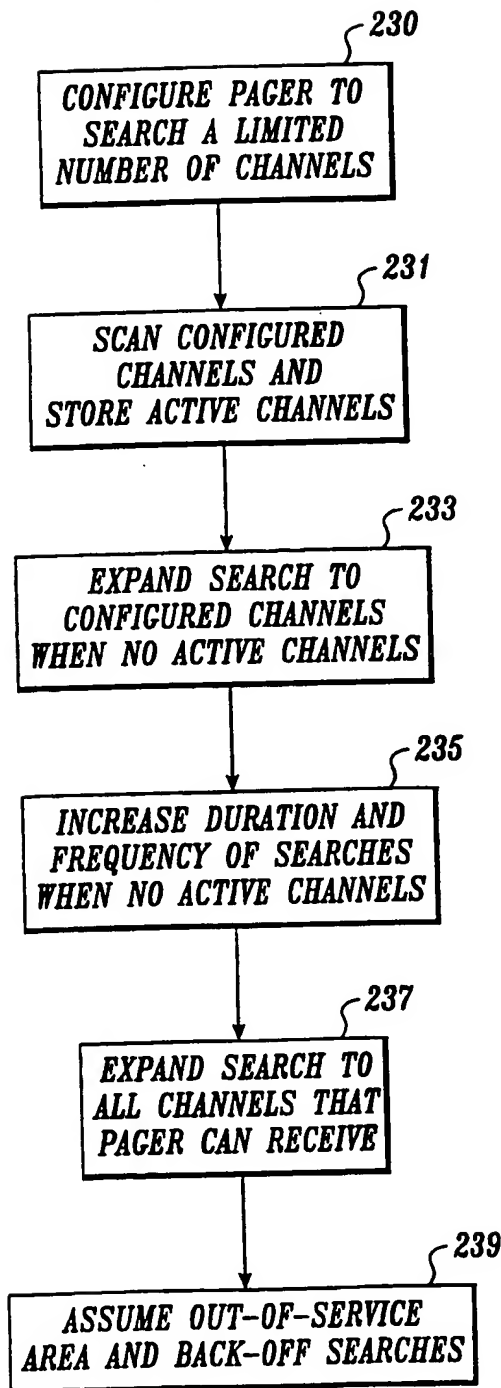 230
CONFIGURE PAGER TO
SEARCH A LIMITED
NUMBER OF CHANNELS
231
SCAN CONFIGURED
CHANNELS AND
STORE ACTIVE CHANNELS
233
EXPAND SEARCH TO
CONFIGURED CHANNELS
WHEN NO ACTIVE CHANNELS
235
INCREASE DURATION AND
FREQUENCY OF SEARCHES
WHEN NO ACTIVE CHANNELS
237
EXPAND SEARCH TO
ALL CHANNELS THAT
PAGER CAN RECEIVE
239
ASSUME OUT-OF-SERVICE
AREA AND BACK-OFF SEARCHES